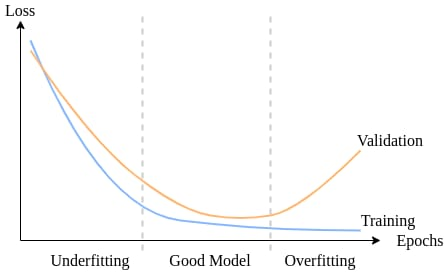 Loss
Validation
Training
Epochs
Underfitting
Good Model
Overfitting